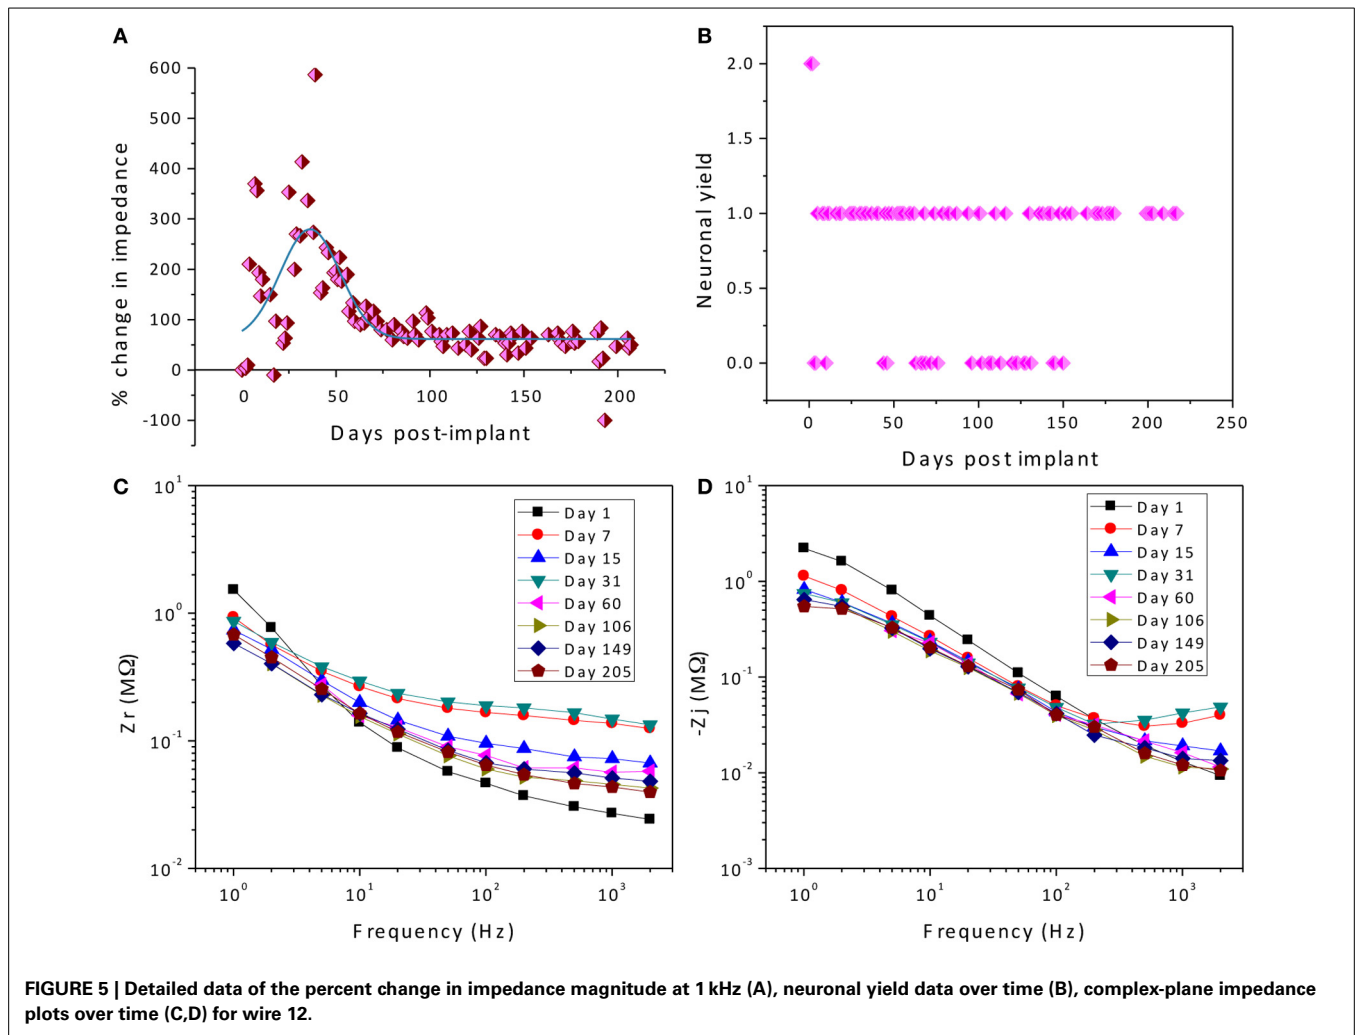 A
600
500
400
300
200
100
0
-100
0 50 100 150 200
% change in impedance
Days post-implant
B
2.0
1.5
1.0
0.5
0.0
0 50 100 150 200 250
Neuronal yield
Days post implant
C
10¹
10⁰
10⁻¹
10⁻²
10⁰ 10¹ 10² 10³
Zr (MΩ)
Frequency (Hz)
Day 1
Day 7
Day 15
Day 31
Day 60
Day 106
Day 149
Day 205
D
10¹
10⁰
10⁻¹
10⁻²
10⁻³
10⁰ 10¹ 10² 10³
-Zj (MΩ)
Frequency (Hz)
Day 1
Day 7
Day 15
Day 31
Day 60
Day 106
Day 149
Day 205
FIGURE 5 | Detailed data of the percent change in impedance magnitude at 1 kHz (A), neuronal yield data over time (B), complex-plane impedance
plots over time (C,D) for wire 12.